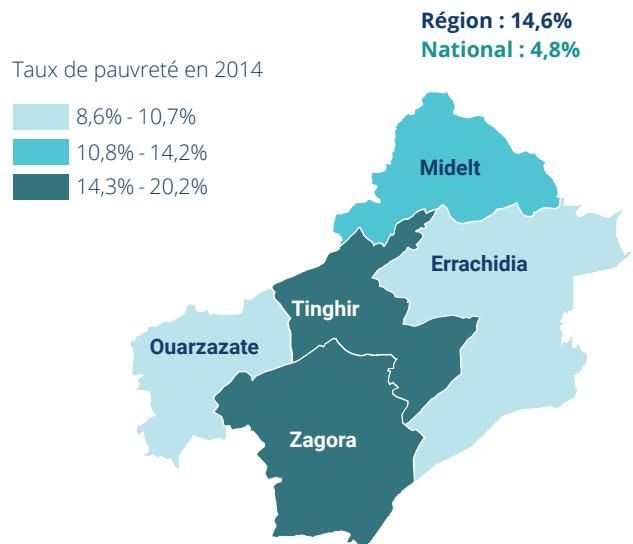 Région : 14,6%
National : 4,8%
Taux de pauvreté en 2014
8,6% - 10,7%
10,8% - 14,2%
14,3% - 20,2%
Midelt
Errachidia
Tinghir
Ouarzazate
Zagora